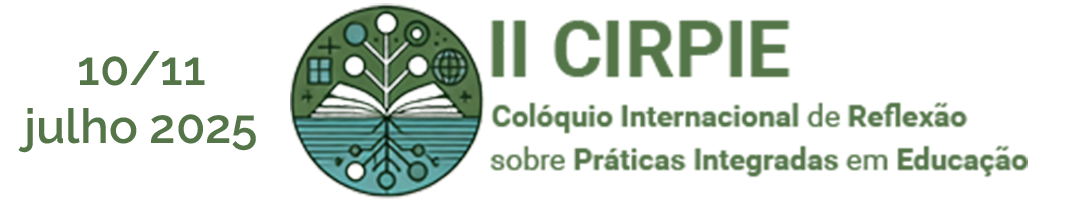 10/11
julho 2025
II CIRPIE
Colóquio Internacional de Reflexão
sobre Práticas Integradas em Educação